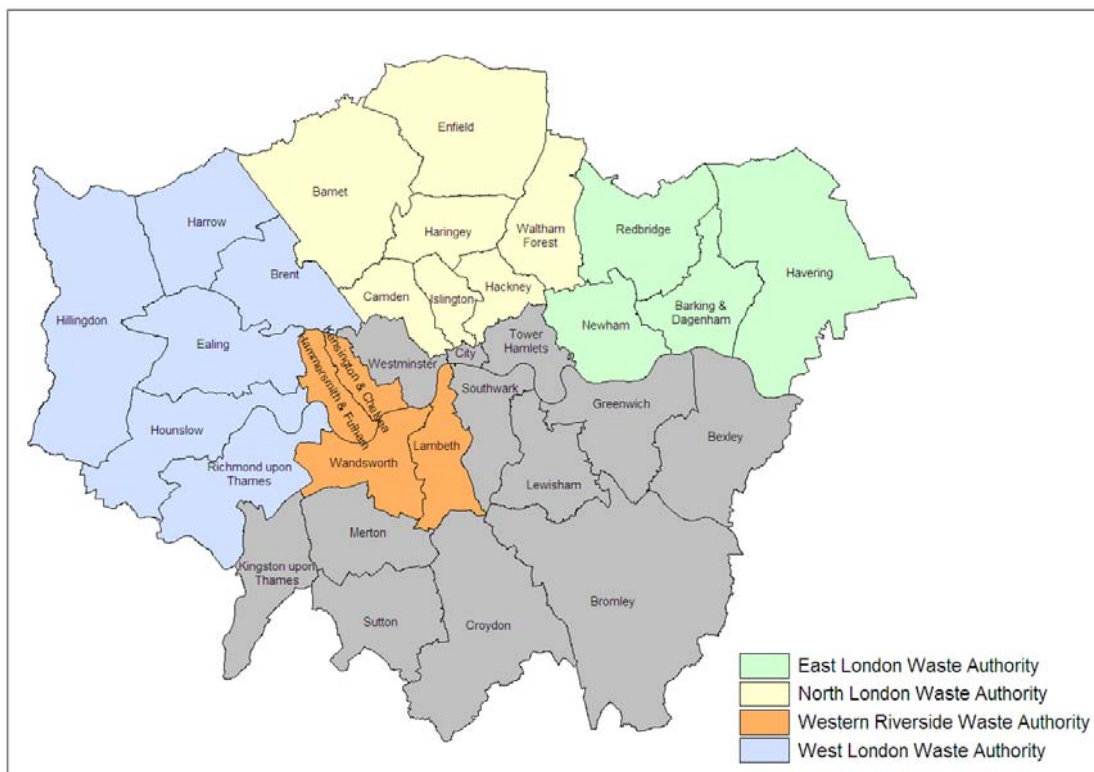 Enfield
Barnet
Harrow
Haringey
Waltham
Forest
Redbridge
Brent
Havering
Camden
Islington
Hackney
Barking &
Dagenham
Hillingdon
Ealing
Newham
Tower
Hamlets
City
Westminster
Kensington & Chelsea
Hammersmith & Fulham
Southwark
Greenwich
Hounslow
Bexley
Lambeth
Wandsworth
Richmond upon
Thames
Lewisham
Merton
Kingston upon
Thames
Bromley
Sutton
Croydon
East London Waste Authority
North London Waste Authority
Western Riverside Waste Authority
West London Waste Authority